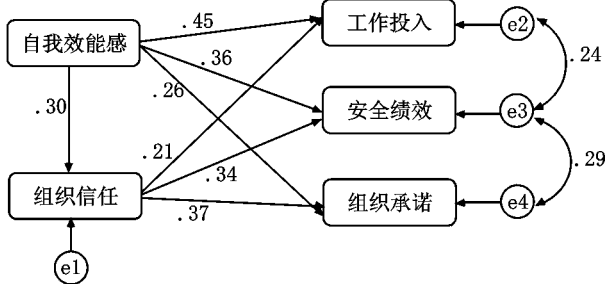 自我效能感
组织信任
工作投入
安全绩效
组织承诺
.45
.36
.26
.30
.21
.34
.37
e1
e2
e3
e4
.24
.29